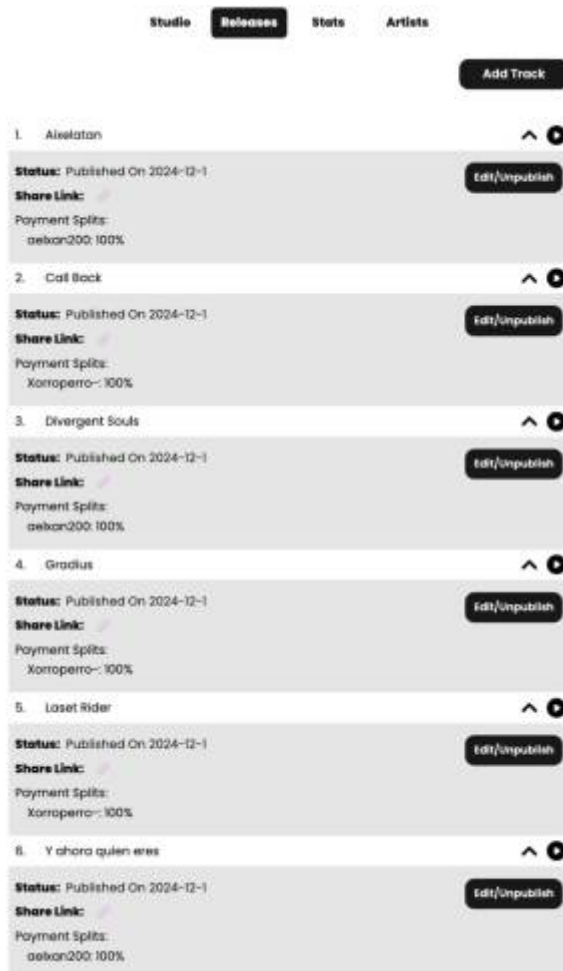 Studio Releases Stats Artists
Add Track
1. Aixelatan
Status: Published On 2024-12-1
Edit/Unpublish
Share Link:
Payment Splits:
aelxan200: 100%
2. Call Back
Status: Published On 2024-12-1
Edit/Unpublish
Share Link:
Payment Splits:
Xorroperro-: 100%
3. Divergent Souls
Status: Published On 2024-12-1
Edit/Unpublish
Share Link:
Payment Splits:
aelxan200: 100%
4. Gradius
Status: Published On 2024-12-1
Edit/Unpublish
Share Link:
Payment Splits:
Xorroperro-: 100%
5. Laset Rider
Status: Published On 2024-12-1
Edit/Unpublish
Share Link:
Payment Splits:
Xorroperro-: 100%
6. Y ahora quien eres
Status: Published On 2024-12-1
Edit/Unpublish
Share Link:
Payment Splits:
aelxan200: 100%